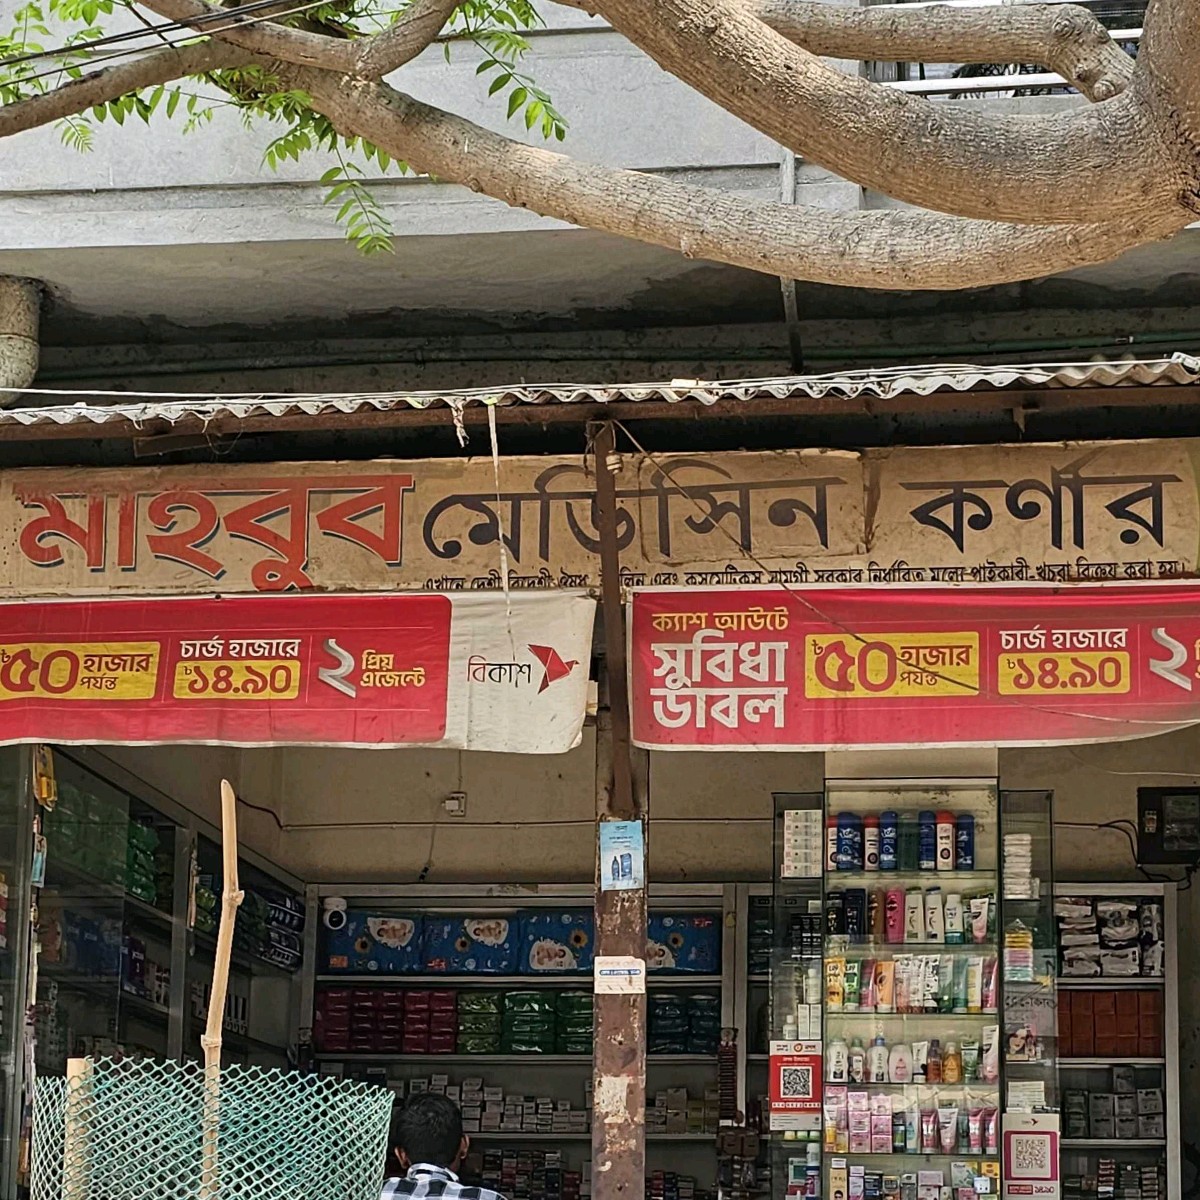 মাহবুব মেডিসিন কর্ণার
এখানে দেশী বিদেশী ঔষধ এবং কসমেটিকস সামগ্রী সরকার নির্ধারিত মূল্যে পাইকারী-খুচরা বিক্রয় করা হয়।
৳৫০ হাজার পর্যন্ত
চার্জ হাজারে
৳১৪.৯০
২ প্রিয় এজেন্টে
বিকাশ
ক্যাশ আউটে
সুবিধা
ডাবল
৳৫০ হাজার পর্যন্ত
চার্জ হাজারে
৳১৪.৯০
২